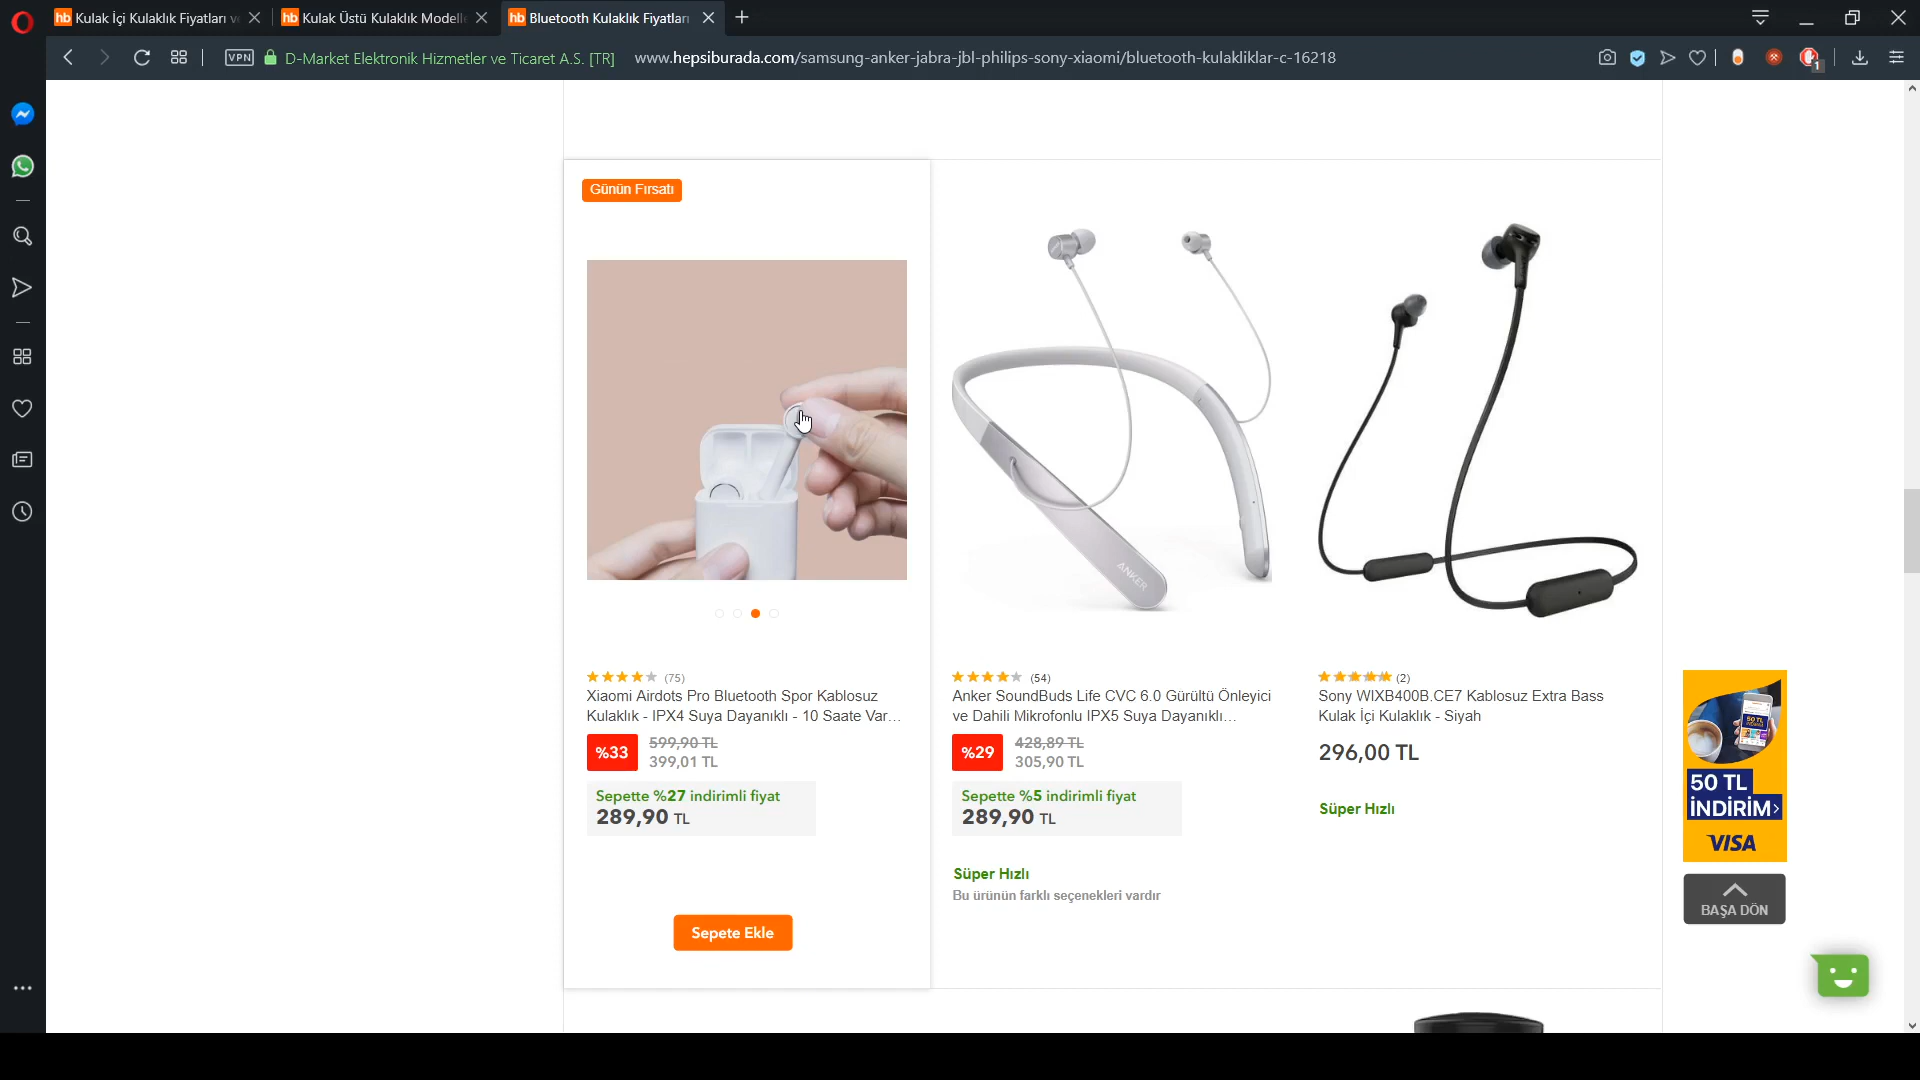 hb Kulak İçi Kulaklık Fiyatları v
hb Kulak Üstü Kulaklık Modelle
hb Bluetooth Kulaklık Fiyatları
VPN
D-Market Elektronik Hizmetler ve Ticaret A.S. [TR]
www.hepsiburada.com/samsung-anker-jabra-jbl-philips-sony-xiaomi/bluetooth-kulakliklar-c-16218
1
Günün Fırsatı
ANKER
(75)
Xiaomi Airdots Pro Bluetooth Spor Kablosuz
Kulaklık - IPX4 Suya Dayanıklı - 10 Saate Var...
%33
599,90 TL
399,01 TL
Sepette %27 indirimli fiyat
289,90 TL
Sepete Ekle
(54)
Anker SoundBuds Life CVC 6.0 Gürültü Önleyici
ve Dahili Mikrofonlu IPX5 Suya Dayanıklı...
%29
428,89 TL
305,90 TL
Sepette %5 indirimli fiyat
289,90 TL
Süper Hızlı
Bu ürünün farklı seçenekleri vardır
(2)
Sony WIXB400B.CE7 Kablosuz Extra Bass
Kulak İçi Kulaklık - Siyah
296,00 TL
Süper Hızlı
50 TL
İNDİRİM
VISA
BAŞA DÖN